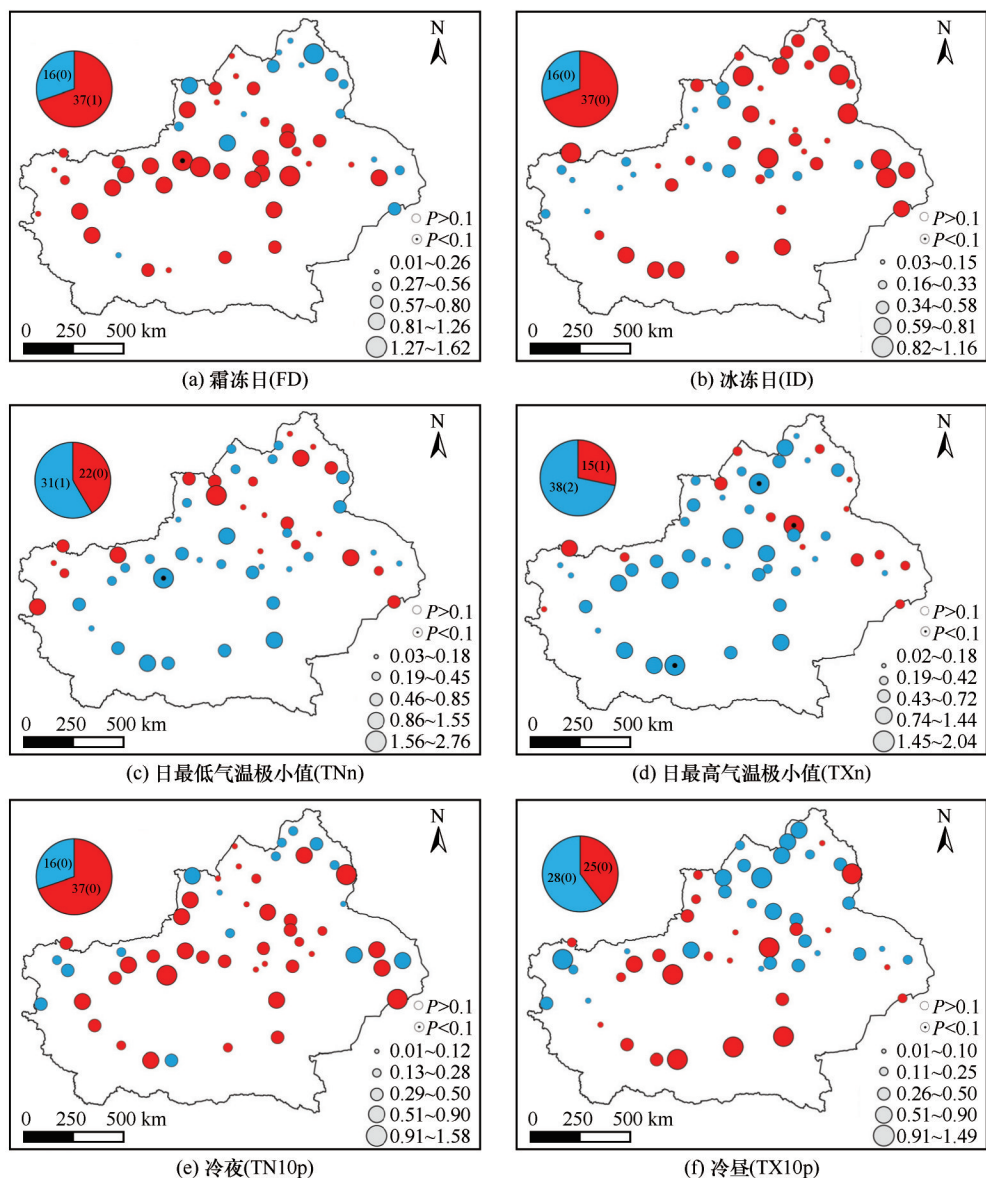 N
16(0)
37(1)
P>0.1
P<0.1
0.01~0.26
0.27~0.56
0.57~0.80
0.81~1.26
1.27~1.62
0 250 500 km
(a) 霜冻日(FD)
N
16(0)
37(0)
P>0.1
P<0.1
0.03~0.15
0.16~0.33
0.34~0.58
0.59~0.81
0.82~1.16
0 250 500 km
(b) 冰冻日(ID)
N
31(1)
22(0)
P>0.1
P<0.1
0.03~0.18
0.19~0.45
0.46~0.85
0.86~1.55
1.56~2.76
0 250 500 km
(c) 日最低气温极小值(TNn)
N
15(1)
38(2)
P>0.1
P<0.1
0.02~0.18
0.19~0.42
0.43~0.72
0.74~1.44
1.45~2.04
0 250 500 km
(d) 日最高气温极小值(TXn)
N
16(0)
37(0)
P>0.1
P<0.1
0.01~0.12
0.13~0.28
0.29~0.50
0.51~0.90
0.91~1.58
0 250 500 km
(e) 冷夜(TN10p)
N
28(0)
25(0)
P>0.1
P<0.1
0.01~0.10
0.11~0.25
0.26~0.50
0.51~0.90
0.91~1.49
0 250 500 km
(f) 冷昼(TX10p)